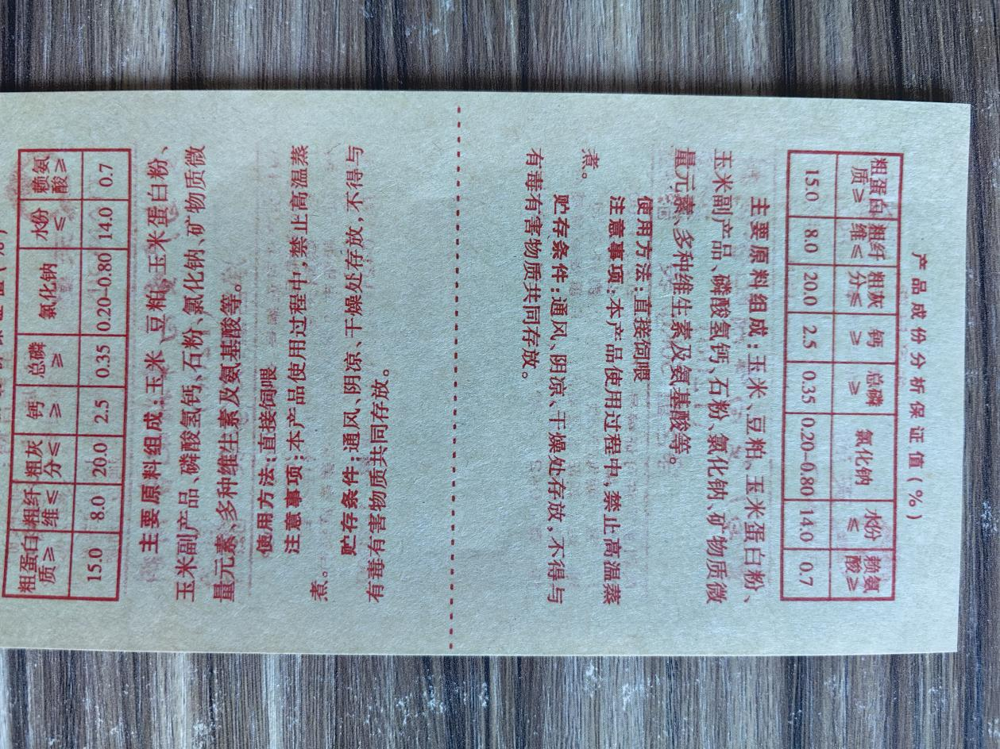 产品成份分析保证值(%)
粗蛋白质≥ 粗纤维≤ 粗灰分≤ 钙≥ 总磷≥ 氯化钠 水份≤ 赖氨酸≥
15.0 8.0 20.0 2.5 0.35 0.20-0.80 14.0 0.7
主要原料组成:玉米、豆粕、玉米蛋白粉、
玉米副产品、磷酸氢钙、石粉、氯化钠、矿物质微
量元素、多种维生素及氨基酸等。
使用方法:直接饲喂
注意事项:本产品使用过程中,禁止高温蒸
煮。
贮存条件:通风、阴凉、干燥处存放,不得与
有毒有害物质共同存放。
粗蛋白质≥ 粗纤维≤ 粗灰分≤ 钙≥ 总磷≥ 氯化钠 水份≤ 赖氨酸≥
15.0 8.0 20.0 2.5 0.35 0.20-0.80 14.0 0.7
主要原料组成:玉米、豆粕、玉米蛋白粉、
玉米副产品、磷酸氢钙、石粉、氯化钠、矿物质微
量元素、多种维生素及氨基酸等。
使用方法:直接饲喂
注意事项:本产品使用过程中,禁止高温蒸
煮。
贮存条件:通风、阴凉、干燥处存放,不得与
有毒有害物质共同存放。